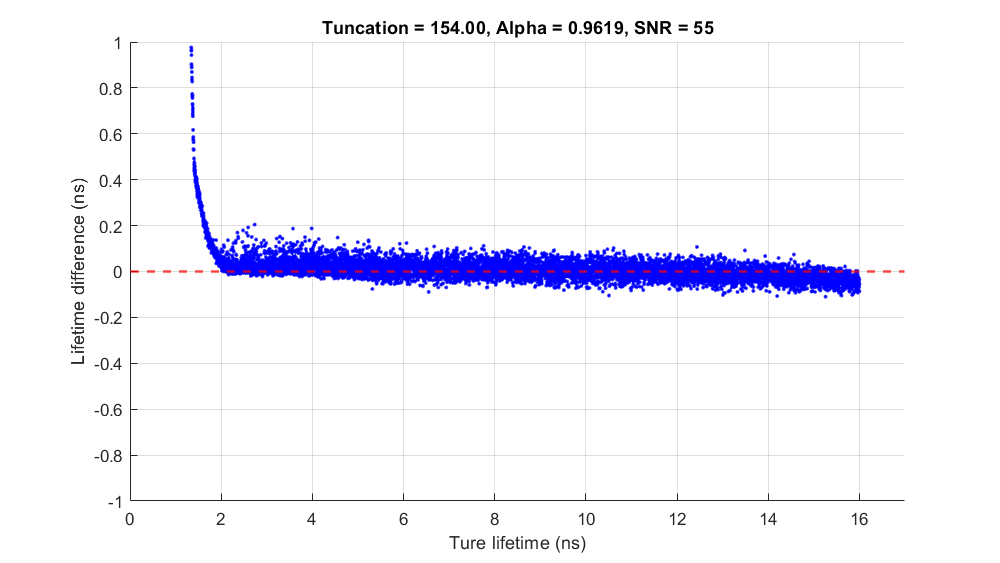 Tuncation = 154.00, Alpha = 0.9619, SNR = 55
1
0.8
0.6
0.4
0.2
0
-0.2
-0.4
-0.6
-0.8
-1
Lifetime difference (ns)
0 2 4 6 8 10 12 14 16
Ture lifetime (ns)